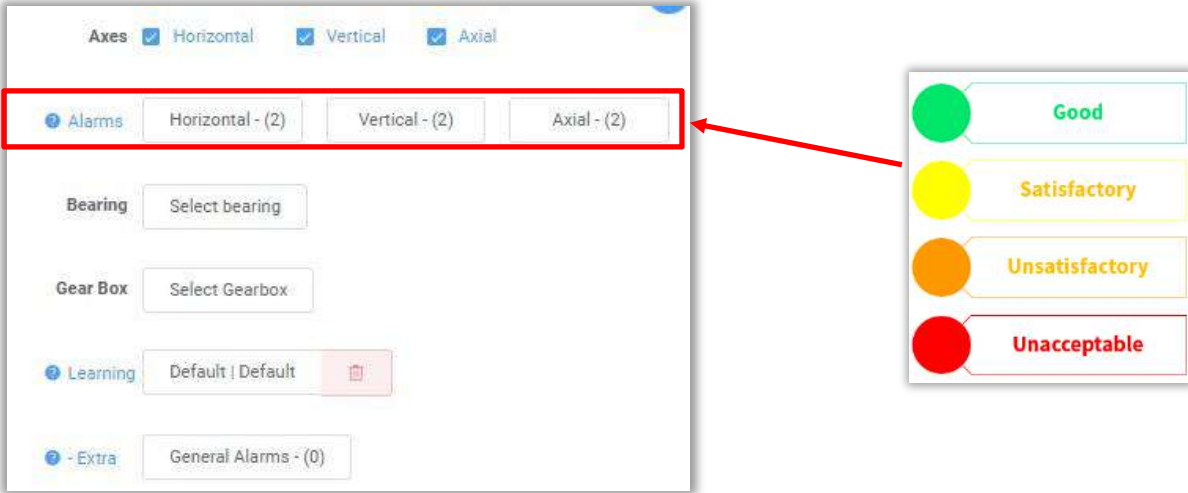 Axes Horizontal Vertical Axial
Alarms Horizontal - (2) Vertical - (2) Axial - (2)
Bearing Select bearing
Gear Box Select Gearbox
Learning Default | Default
- Extra General Alarms - (0)
Good
Satisfactory
Unsatisfactory
Unacceptable